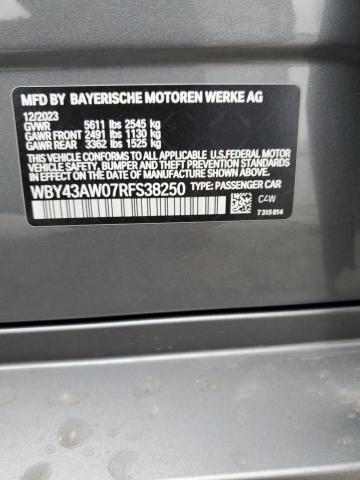 MFD BY BAYERISCHE MOTOREN WERKE AG
12/2023
GVWR 5611 lbs 2545 kg
GAWR FRONT 2491 lbs 1130 kg
GAWR REAR 3362 lbs 1525 kg
THIS VEHICLE CONFORMS TO ALL APPLICABLE U.S.FEDERAL MOTOR
VEHICLE SAFETY, BUMPER, AND THEFT PREVENTION STANDARDS
IN EFFECT ON THE DATE OF MANUFACTURE SHOWN ABOVE.
WBY43AW07RFS38250 TYPE: PASSENGER CAR
C4W
7 315 814